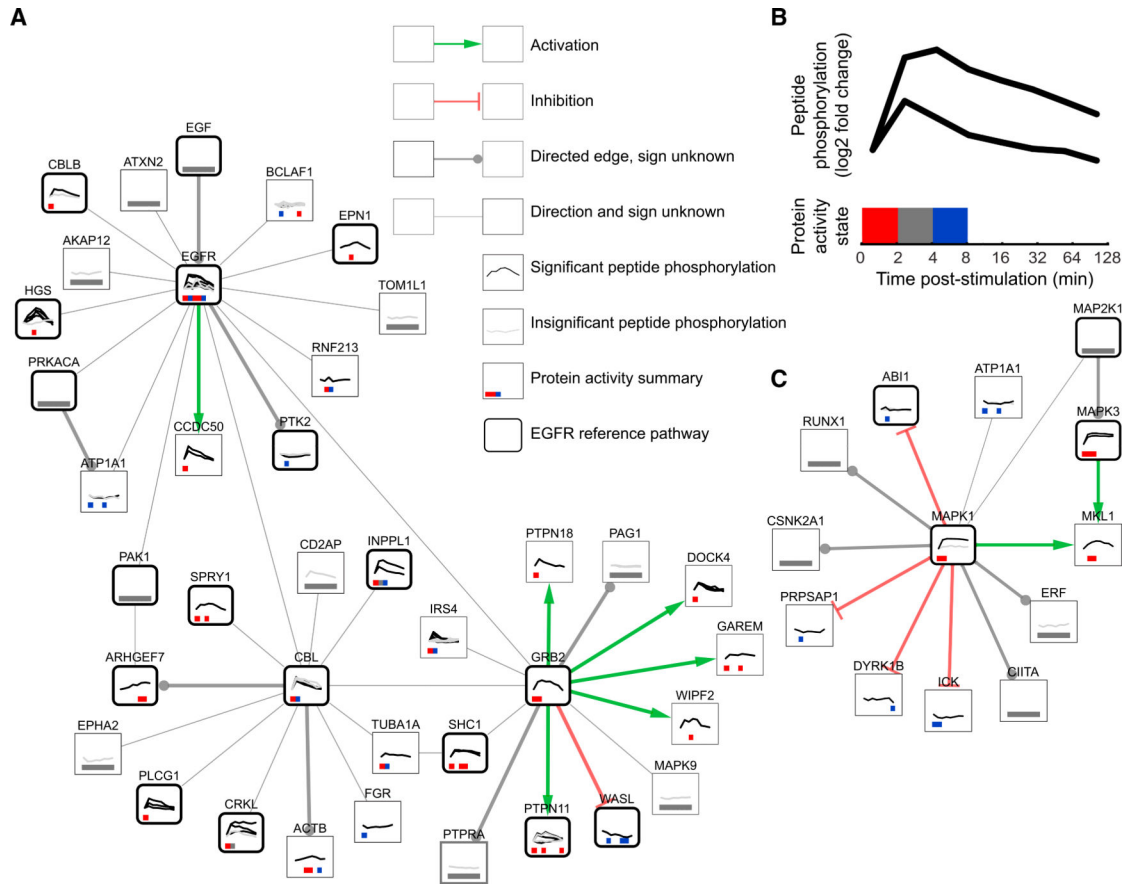 A
Activation
Inhibition
Directed edge, sign unknown
Direction and sign unknown
Significant peptide phosphorylation
Insignificant peptide phosphorylation
Protein activity summary
EGFR reference pathway
EGF
CBLB
ATXN2
BCLAF1
EPN1
EGFR
AKAP12
TOM1L1
HGS
RNF213
PRKACA
CCDC50
PTK2
ATP1A1
PAK1
SPRY1
CD2AP
INPPL1
IRS4
PTPN18
PAG1
DOCK4
GAREM
GRB2
ARHGEF7
CBL
WIPF2
EPHA2
TUBA1A
SHC1
MAPK9
PLCG1
CRKL
ACTB
FGR
PTPRA
PTPN11
WASL
B
Peptide
phosphorylation
(log2 fold change)
Protein
activity
state
0 2 4 8 16 32 64 128
Time post-stimulation (min)
C
MAP2K1
ABI1
ATP1A1
MAPK3
RUNX1
MAPK1
MKL1
CSNK2A1
PRPSAP1
ERF
DYRK1B
ICK
CIITA